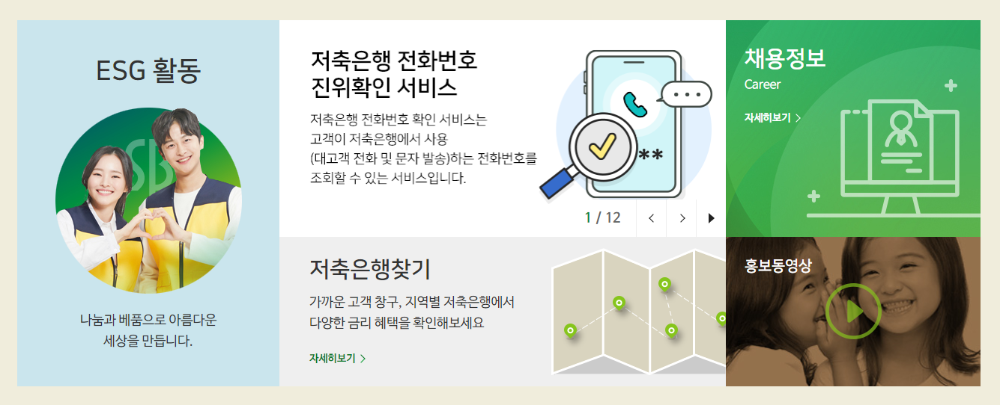 ESG 활동
SB
나눔과 베품으로 아름다운
세상을 만듭니다.
저축은행 전화번호
진위확인 서비스
저축은행 전화번호 확인 서비스는
고객이 저축은행에서 사용
(대고객 전화 및 문자 발송)하는 전화번호를
조회할 수 있는 서비스입니다.
**
1 / 12
저축은행찾기
가까운 고객 창구, 지역별 저축은행에서
다양한 금리 혜택을 확인해보세요
자세히보기 >
채용정보
Career
자세히보기 >
홍보동영상